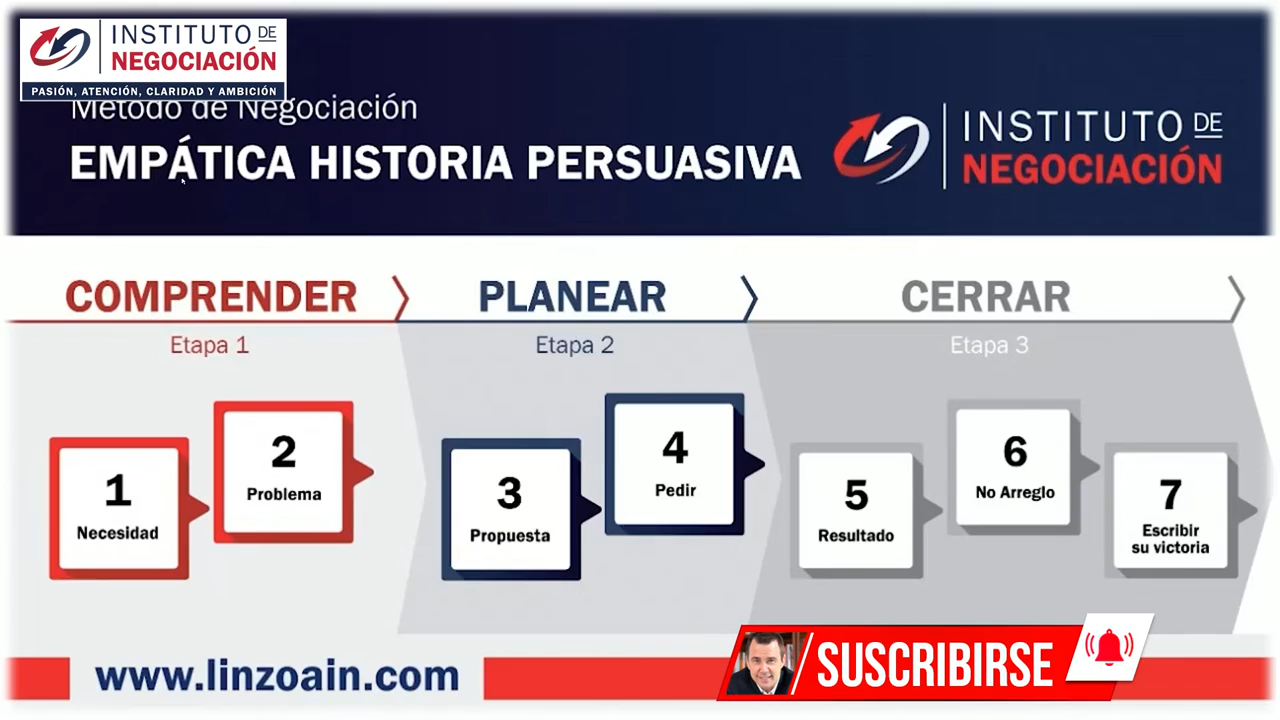 INSTITUTO DE
NEGOCIACIÓN
PASIÓN, ATENCIÓN, CLARIDAD Y AMBICIÓN
Método de Negociación
EMPÁTICA HISTORIA PERSUASIVA
INSTITUTO DE
NEGOCIACIÓN
COMPRENDER
PLANEAR
CERRAR
Etapa 1
Etapa 2
Etapa 3
1
Necesidad
2
Problema
3
Propuesta
4
Pedir
5
Resultado
6
No Arreglo
7
Escribir
su victoria
www.linzoain.com
SUSCRIBIRSE